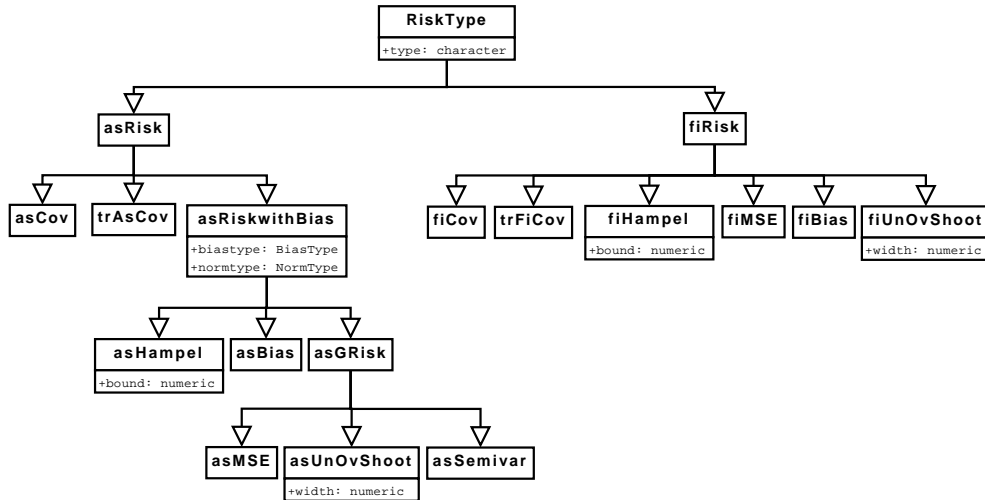 RiskType
+type: character
asRisk
fiRisk
asCov
trAsCov
asRiskwithBias
+biastype: BiasType
+normtype: NormType
fiCov
trFiCov
fiHampel
+bound: numeric
fiMSE
fiBias
fiUnOvShoot
+width: numeric
asHampel
+bound: numeric
asBias
asGRisk
asMSE
asUnOvShoot
+width: numeric
asSemivar